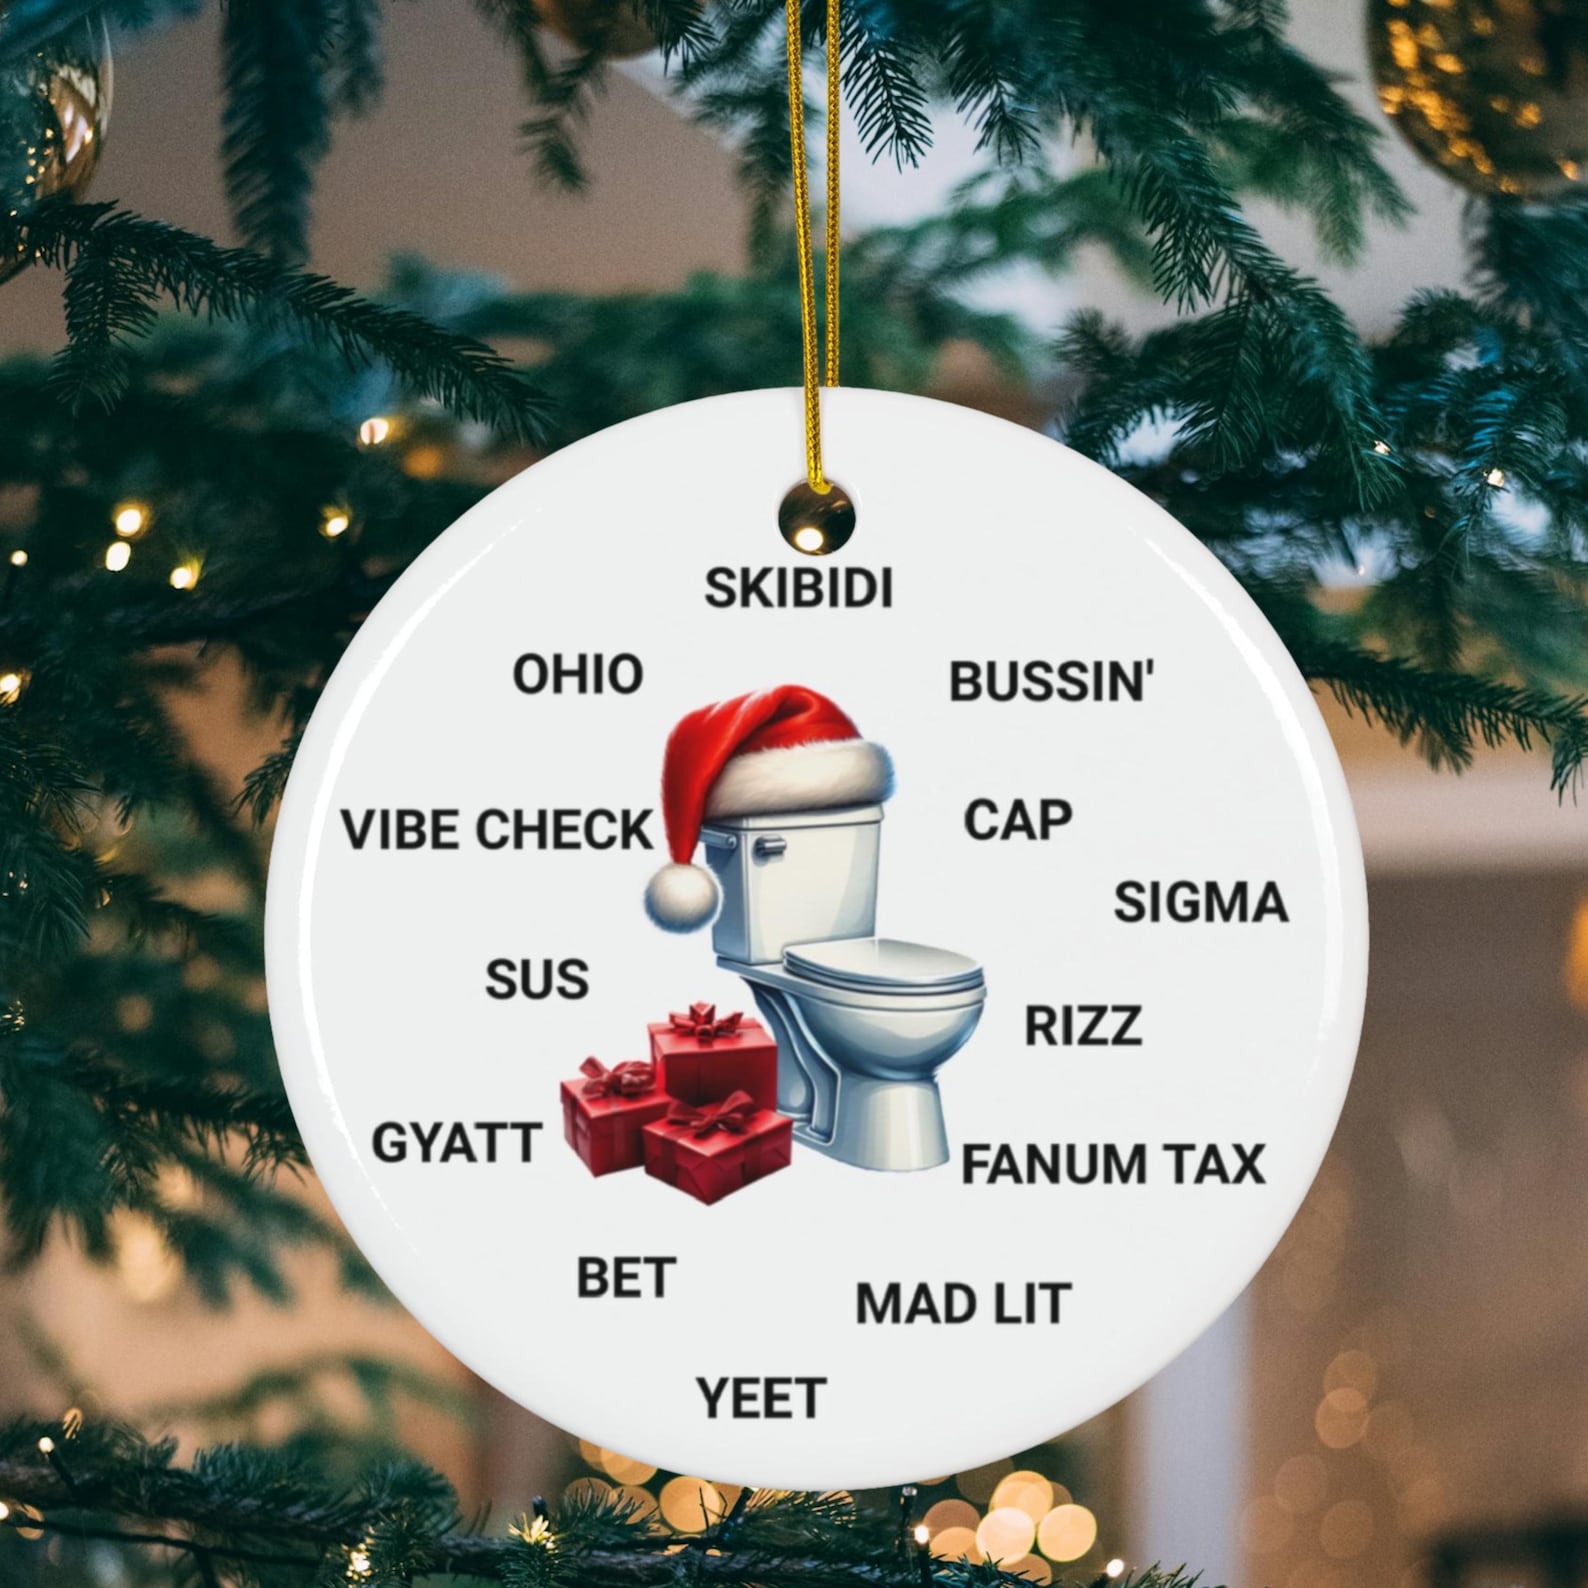 SKIBIDI
OHIO
BUSSIN'
VIBE CHECK
CAP
SIGMA
SUS
RIZZ
GYATT
FANUM TAX
BET
MAD LIT
YEET